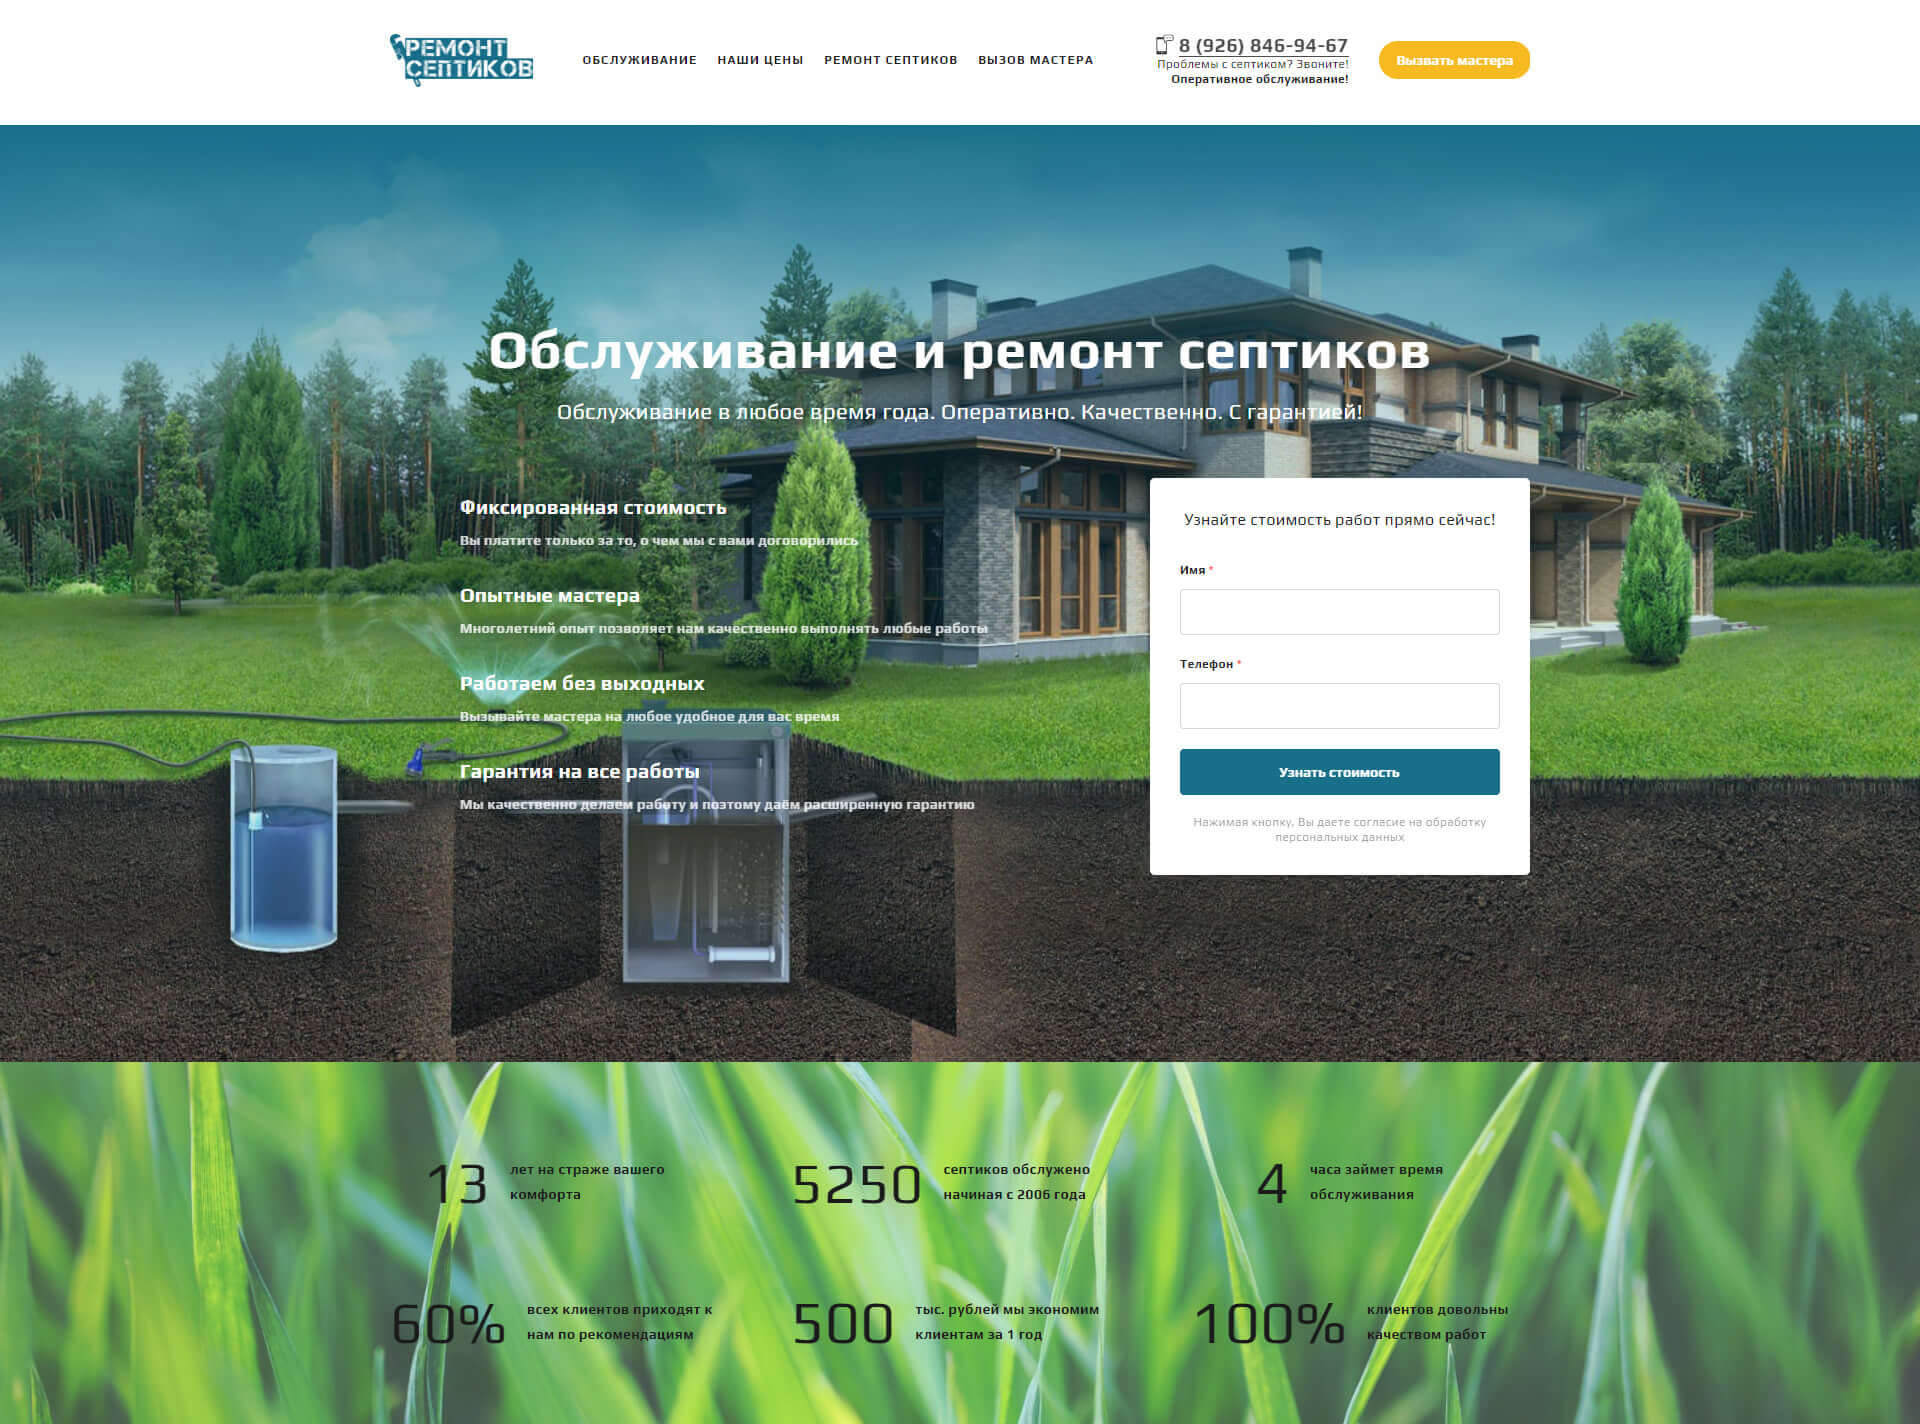 РЕМОНТ
СЕПТИКОВ
ОБСЛУЖИВАНИЕ НАШИ ЦЕНЫ РЕМОНТ СЕПТИКОВ ВЫЗОВ МАСТЕРА
8 (926) 846-94-67
Проблемы с септиком? Звоните!
Оперативное обслуживание!
Вызвать мастера
Обслуживание и ремонт септиков
Обслуживание в любое время года. Оперативно. Качественно. С гарантией!
Фиксированная стоимость
Вы платите только за то, о чем мы с вами договорились
Опытные мастера
Многолетний опыт позволяет нам качественно выполнять любые работы
Работаем без выходных
Вызывайте мастера на любое удобное для вас время
Гарантия на все работы
Мы качественно делаем работу и поэтому даём расширенную гарантию
Узнайте стоимость работ прямо сейчас!
Имя *
Телефон *
Узнать стоимость
Нажимая кнопку, Вы даете согласие на обработку
персональных данных
13
лет на страже вашего
комфорта
5250
септиков обслужено
начиная с 2006 года
4
часа займет время
обслуживания
60%
всех клиентов приходят к
нам по рекомендациям
500
тыс. рублей мы экономим
клиентам за 1 год
100%
клиентов довольны
качеством работ